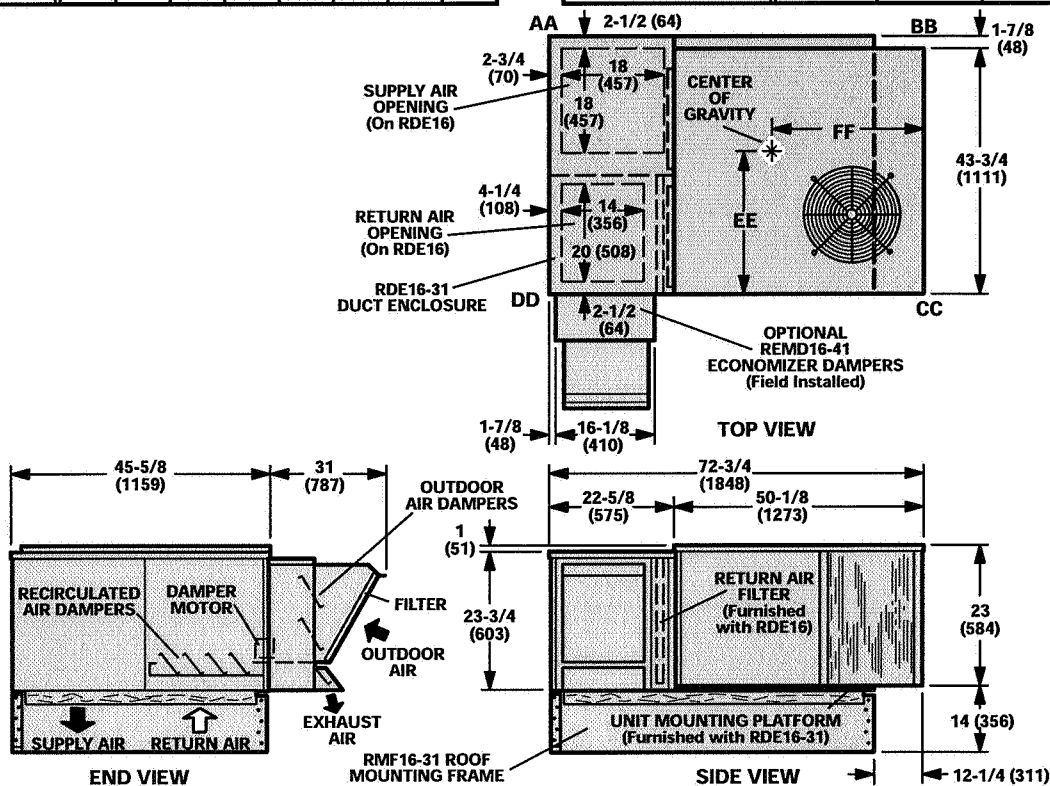 AA
2-1/2 (64)
BB
1-7/8
(48)
2-3/4
(70)
18
(457)
SUPPLY AIR
OPENING
(On RDE16)
18
(457)
CENTER
OF
GRAVITY
FF
43-3/4
(1111)
4-1/4
(108)
14
(356)
EE
RETURN AIR
OPENING
(On RDE16)
20 (508)
RDE16-31
DUCT ENCLOSURE
DD
CC
2-1/2
(64)
OPTIONAL
REMD16-41
ECONOMIZER DAMPERS
(Field Installed)
1-7/8
(48)
16-1/8
(410)
TOP VIEW
45-5/8
(1159)
31
(787)
OUTDOOR
AIR DAMPERS
RECIRCULATED
AIR DAMPERS
DAMPER
MOTOR
FILTER
OUTDOOR
AIR
EXHAUST
AIR
SUPPLY AIR
RETURN AIR
END VIEW
72-3/4
(1848)
22-5/8
(575)
50-1/8
(1273)
1
(51)
23-3/4
(603)
RETURN AIR
FILTER
(Furnished
with RDE16)
23
(584)
UNIT MOUNTING PLATFORM
(Furnished with RDE16-31)
14 (356)
RMF16-31 ROOF
MOUNTING FRAME
SIDE VIEW
12-1/4 (311)